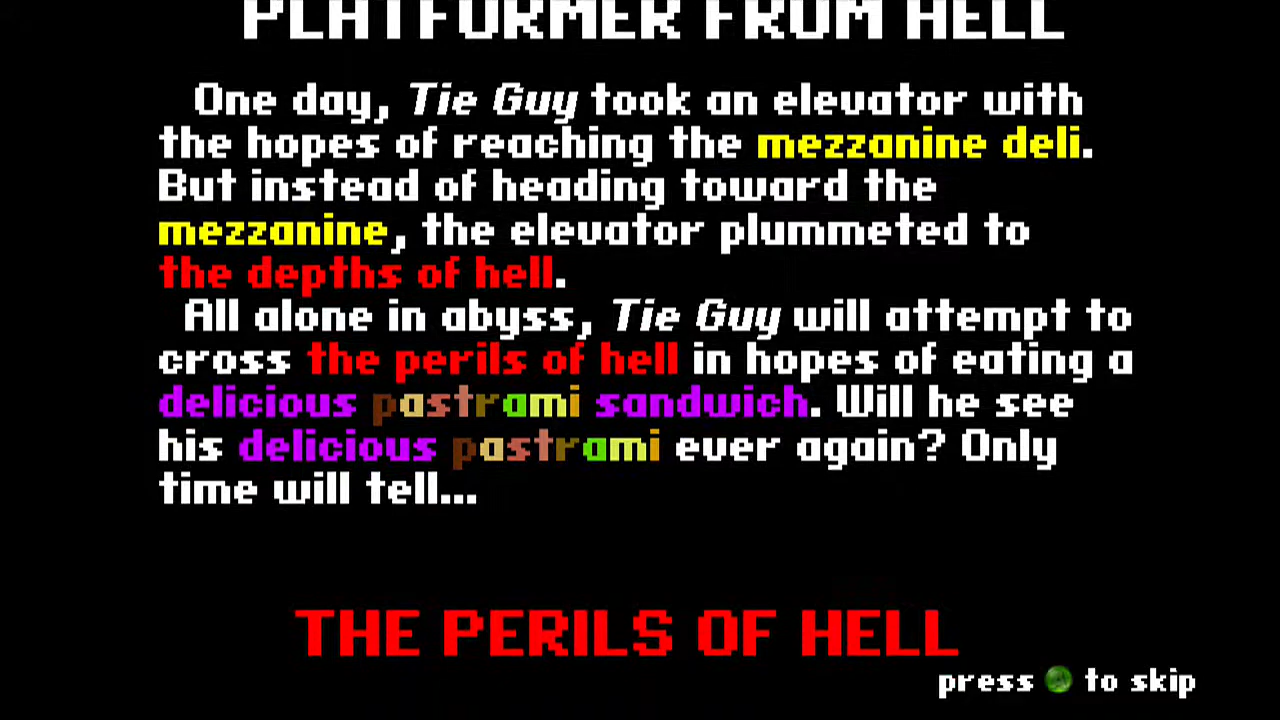 PLATFORMER FROM HELL
One day, Tie Guy took an elevator with
the hopes of reaching the mezzanine deli.
But instead of heading toward the
mezzanine, the elevator plummeted to
the depths of hell.
All alone in abyss, Tie Guy will attempt to
cross the perils of hell in hopes of eating a
delicious pastrami sandwich. Will he see
his delicious pastrami ever again? Only
time will tell...
THE PERILS OF HELL
press A to skip